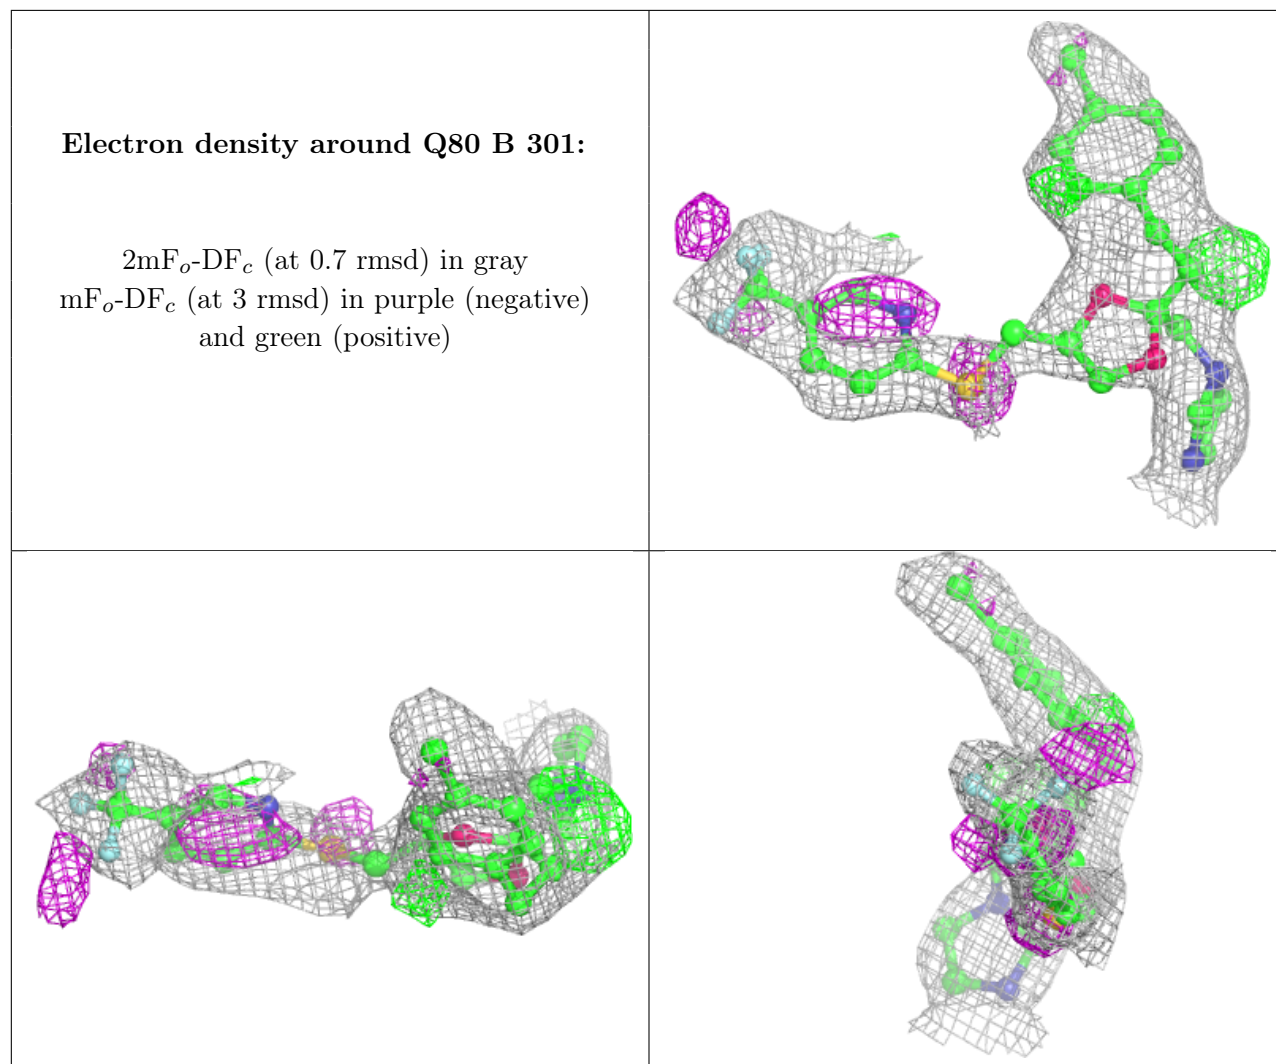 Electron density around Q80 B 301:
2mFo-DFc (at 0.7 rmsd) in gray
mFo-DFc (at 3 rmsd) in purple (negative)
and green (positive)